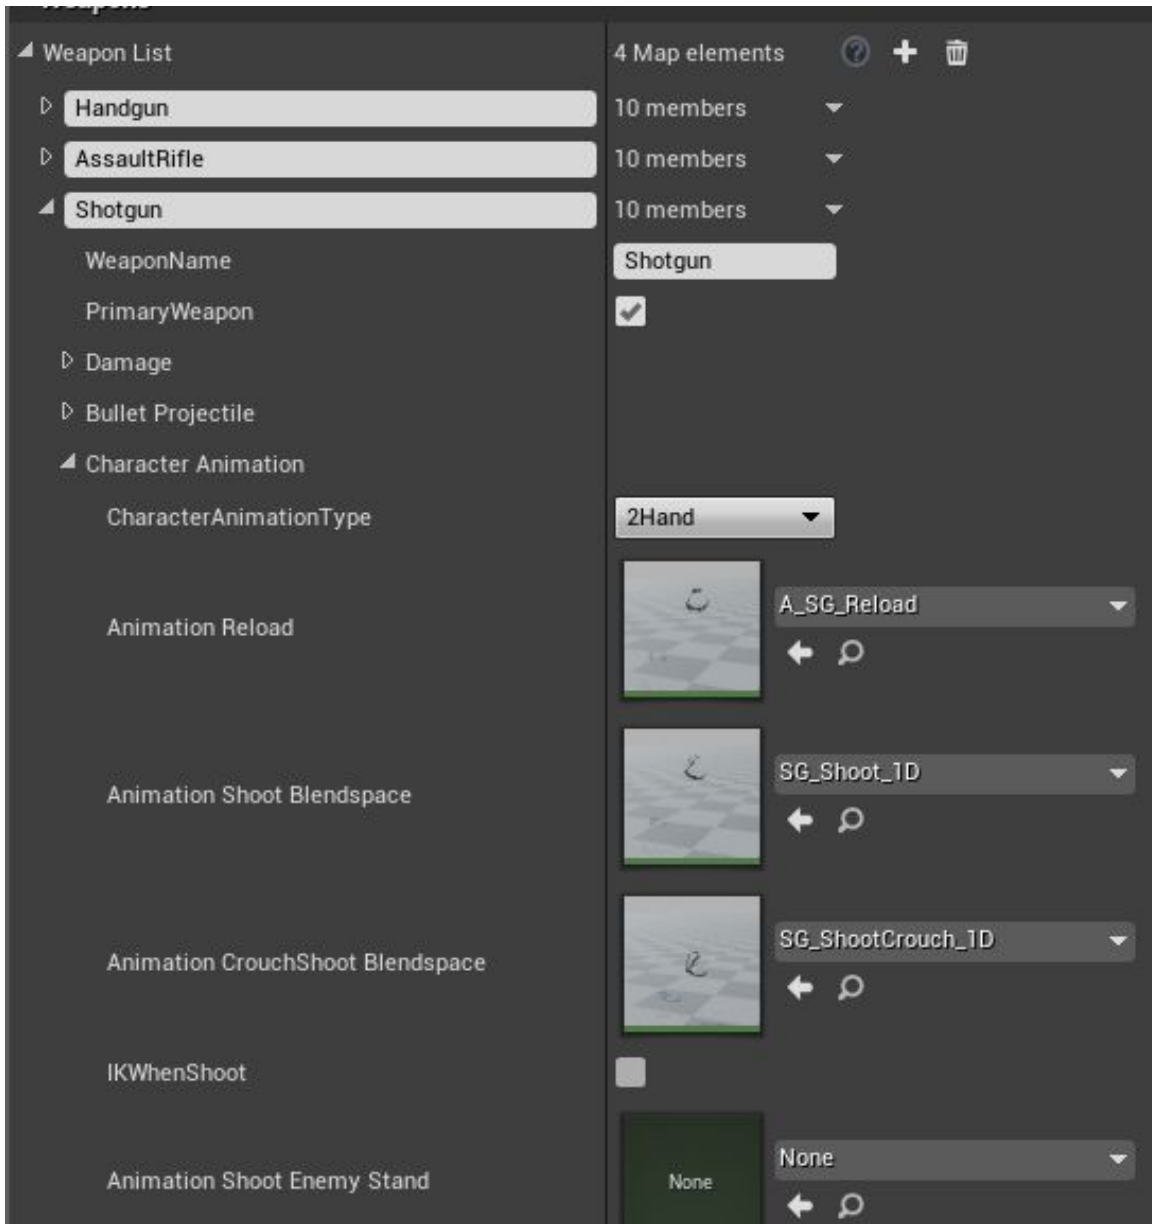 Weapons
Weapon List 4 Map elements
Handgun 10 members
AssaultRifle 10 members
Shotgun 10 members
WeaponName Shotgun
PrimaryWeapon
Damage
Bullet Projectile
Character Animation
CharacterAnimationType 2Hand
Animation Reload A_SG_Reload
Animation Shoot Blendspace SG_Shoot_1D
Animation CrouchShoot Blendspace SG_ShootCrouch_1D
IKWhenShoot
Animation Shoot Enemy Stand None None